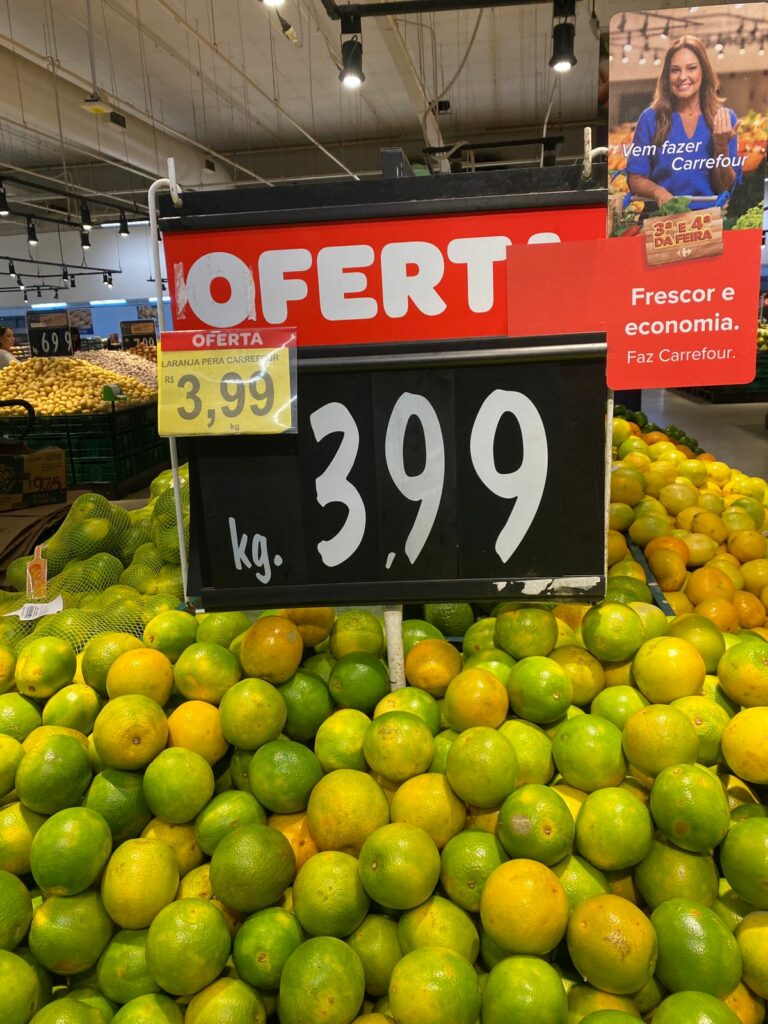 Vem fazer
Carrefour
3ª E 4ª
DA FEIRA
Frescor e
economia.
Faz Carrefour.
OFERTA
OFERTA
LARANJA PERA CARREFOUR
R$
3,99
kg
kg. 3,99
6 99